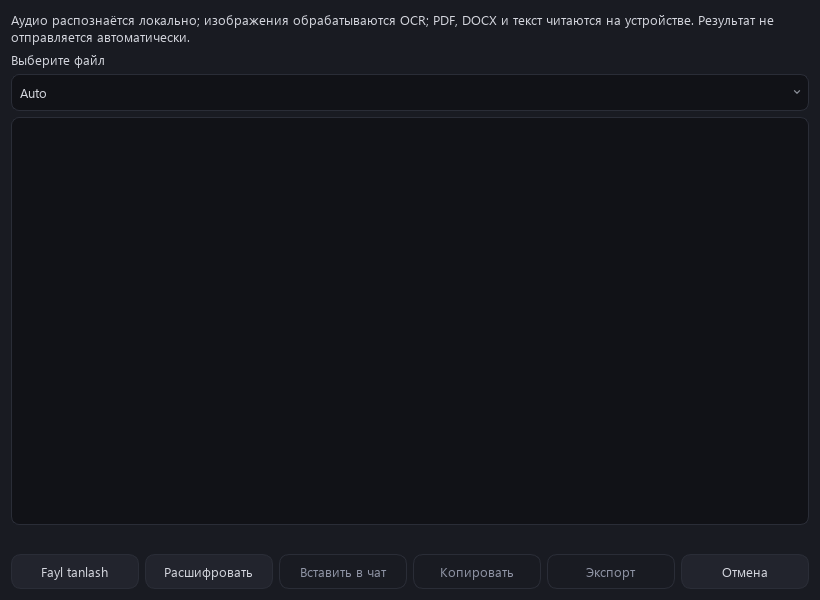 Аудио распознаётся локально; изображения обрабатываются OCR; PDF, DOCX и текст читаются на устройстве. Результат не
отправляется автоматически.
Выберите файл
Auto
Fayl tanlash
Расшифровать
Вставить в чат
Копировать
Экспорт
Отмена